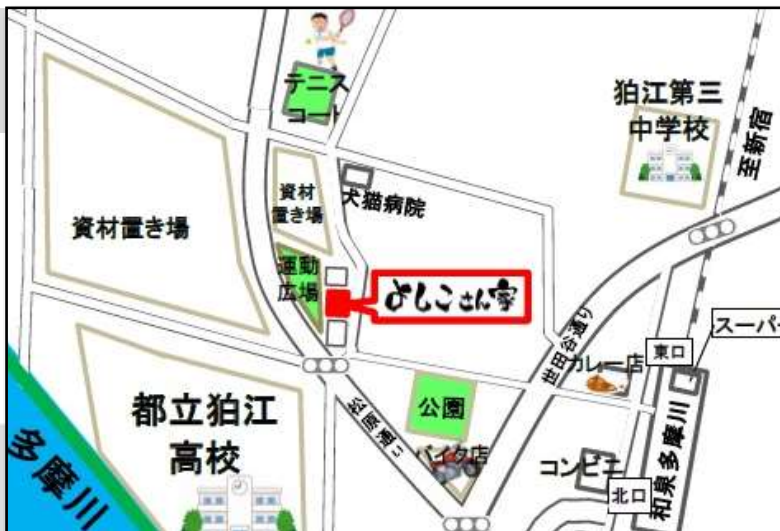 テニス
コート
狛江第三
中学校
至新宿
資材
置き場
犬猫病院
資材置き場
運動
広場
よしこさん家
世田谷通り
スーパー
東口
カレー店
都立狛江
高校
松原通り
公園
バイク店
コンビニ
北口
和泉多摩川
多摩川